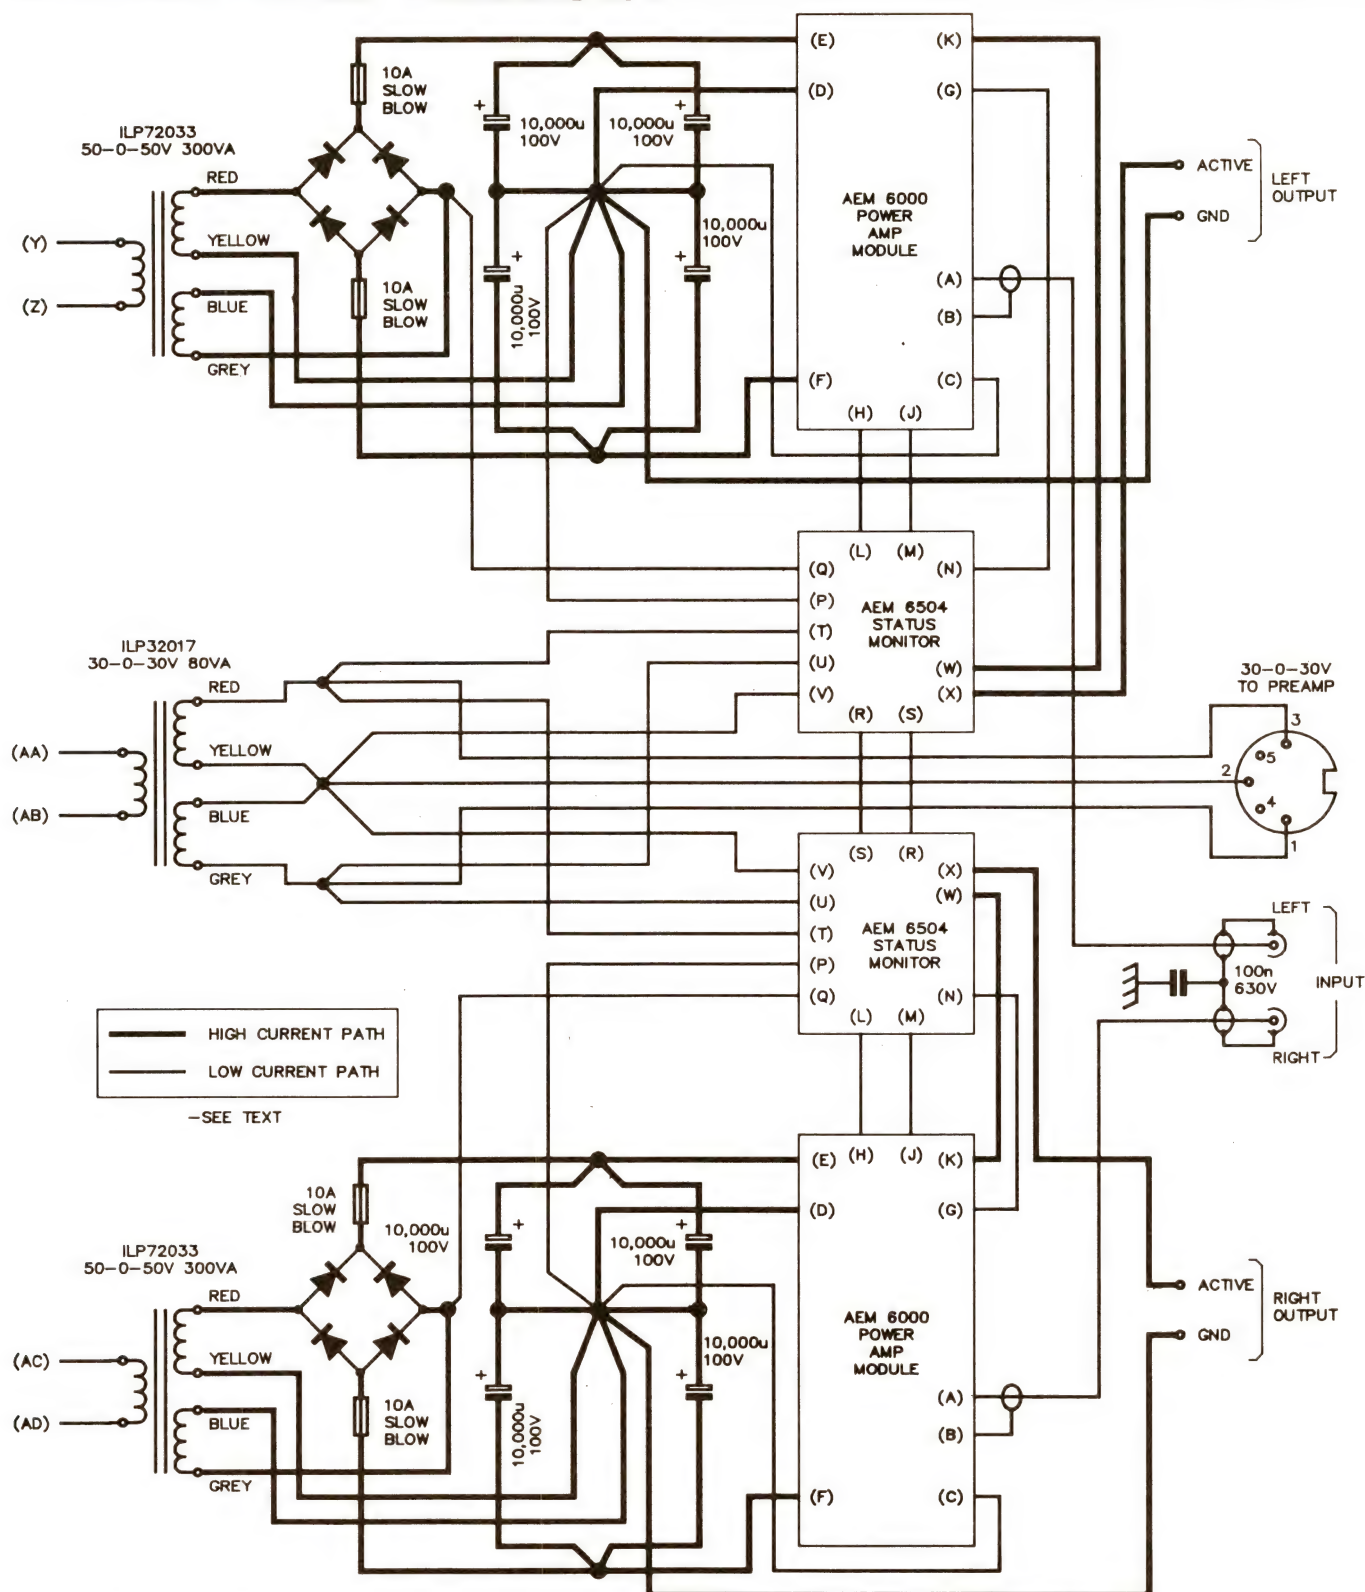 10A
SLOW
BLOW
ILP72033
50-0-50V 300VA
RED
YELLOW
BLUE
GREY
(Y)
(Z)
10A
SLOW
BLOW
+
10,000u
100V
10,000u
100V
+
+
10,000u
100V
10,000u
100V
(E)
(K)
(D)
(G)
AEM 6000
POWER
AMP
MODULE
(A)
(B)
(F)
(C)
(H)
(J)
ACTIVE
GND
LEFT
OUTPUT
(L)
(M)
(Q)
(N)
(P)
AEM 6504
STATUS
MONITOR
(T)
(U)
(W)
(V)
(X)
(R)
(S)
ILP32017
30-0-30V 80VA
RED
YELLOW
BLUE
GREY
(AA)
(AB)
30-0-30V
TO PREAMP
3
5
2
4
1
(S)
(R)
(V)
(X)
(W)
(U)
(T)
AEM 6504
STATUS
MONITOR
(P)
(Q)
(N)
(L)
(M)
LEFT
100n
630V
INPUT
RIGHT
HIGH CURRENT PATH
LOW CURRENT PATH
-SEE TEXT
10A
SLOW
BLOW
10,000u
100V
+
10,000u
100V
+
ILP72033
50-0-50V 300VA
RED
YELLOW
BLUE
GREY
(AC)
(AD)
10A
SLOW
BLOW
+
10,000u
100V
+
10,000u
100V
(E)
(H)
(J)
(K)
(D)
(G)
AEM 6000
POWER
AMP
MODULE
(A)
(B)
(F)
(C)
ACTIVE
GND
RIGHT
OUTPUT